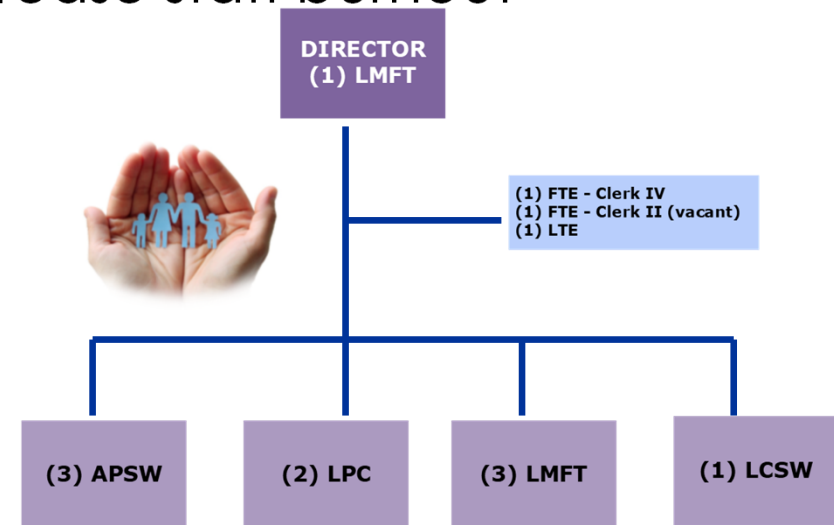 DIRECTOR
(1) LMFT
(1) FTE - Clerk IV
(1) FTE - Clerk II (vacant)
(1) LTE
(3) APSW
(2) LPC
(3) LMFT
(1) LCSW